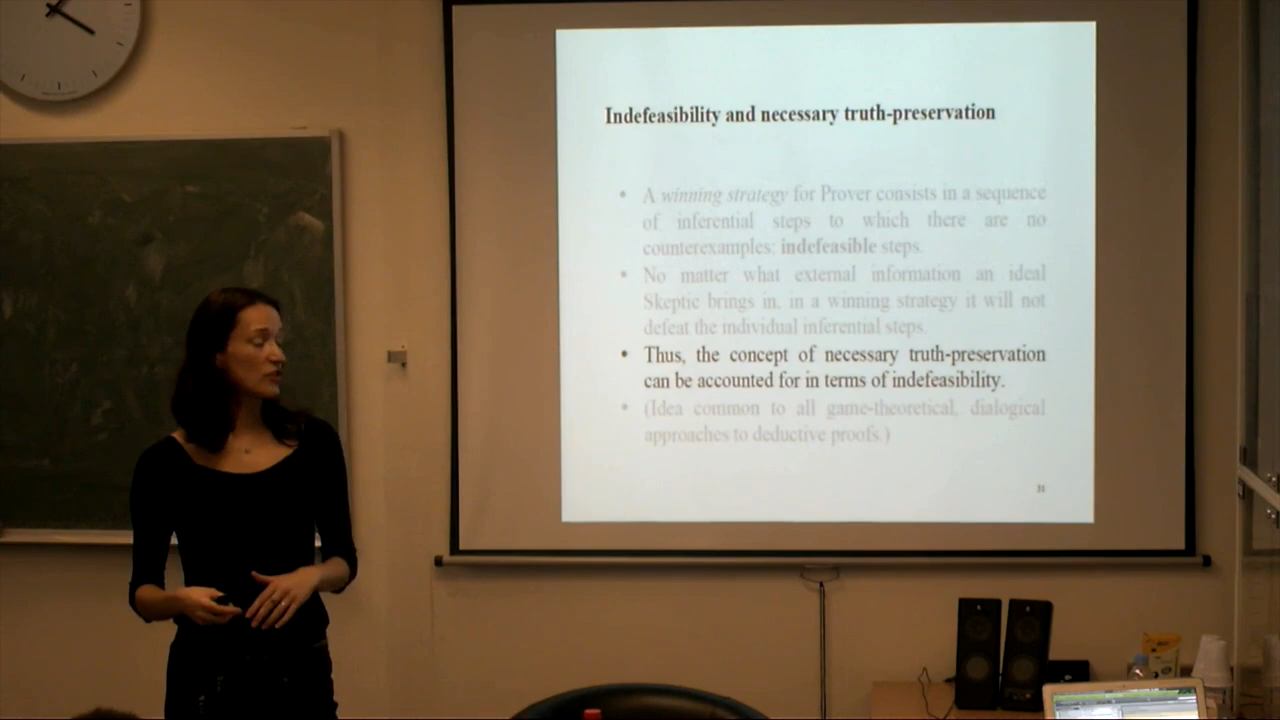 Indefeasibility and necessary truth-preservation
• A winning strategy for Prover consists in a sequence
of inferential steps to which there are no
counterexamples: indefeasible steps.
• No matter what external information an ideal
Skeptic brings in, in a winning strategy it will not
defeat the individual inferential steps.
• Thus, the concept of necessary truth-preservation
can be accounted for in terms of indefeasibility.
• (Idea common to all game-theoretical, dialogical
approaches to deductive proofs.)